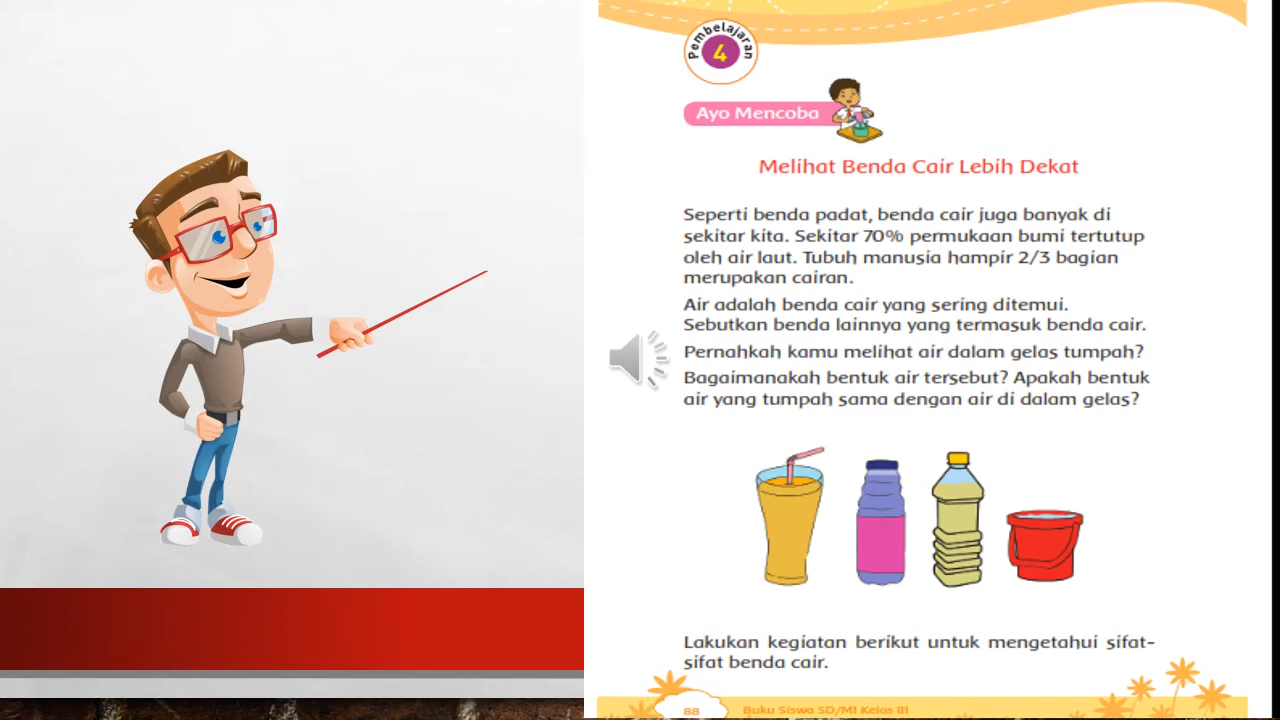 Pembelajaran
4
Ayo Mencoba
Melihat Benda Cair Lebih Dekat
Seperti benda padat, benda cair juga banyak di
sekitar kita. Sekitar 70% permukaan bumi tertutup
oleh air laut. Tubuh manusia hampir 2/3 bagian
merupakan cairan.
Air adalah benda cair yang sering ditemui.
Sebutkan benda lainnya yang termasuk benda cair.
Pernahkah kamu melihat air dalam gelas tumpah?
Bagaimanakah bentuk air tersebut? Apakah bentuk
air yang tumpah sama dengan air di dalam gelas?
Lakukan kegiatan berikut untuk mengetahui sifat-
sifat benda cair.
88 Buku Siswa SD/MI Kelas III